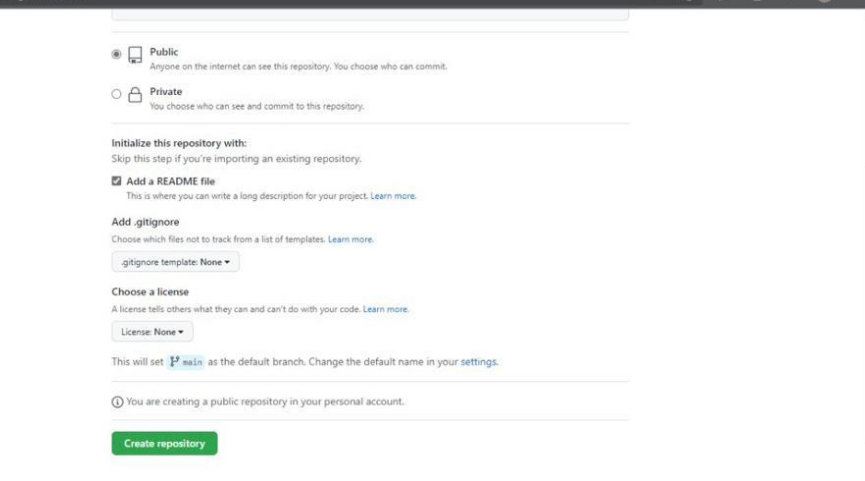 Public
Anyone on the internet can see this repository. You choose who can commit.
Private
You choose who can see and commit to this repository.
Initialize this repository with:
Skip this step if you're importing an existing repository.
Add a README file
This is where you can write a long description for your project. Learn more.
Add .gitignore
Choose which files not to track from a list of templates. Learn more.
.gitignore template: None
Choose a license
A license tells others what they can and can't do with your code. Learn more.
License: None
This will set main as the default branch. Change the default name in your settings.
You are creating a public repository in your personal account.
Create repository